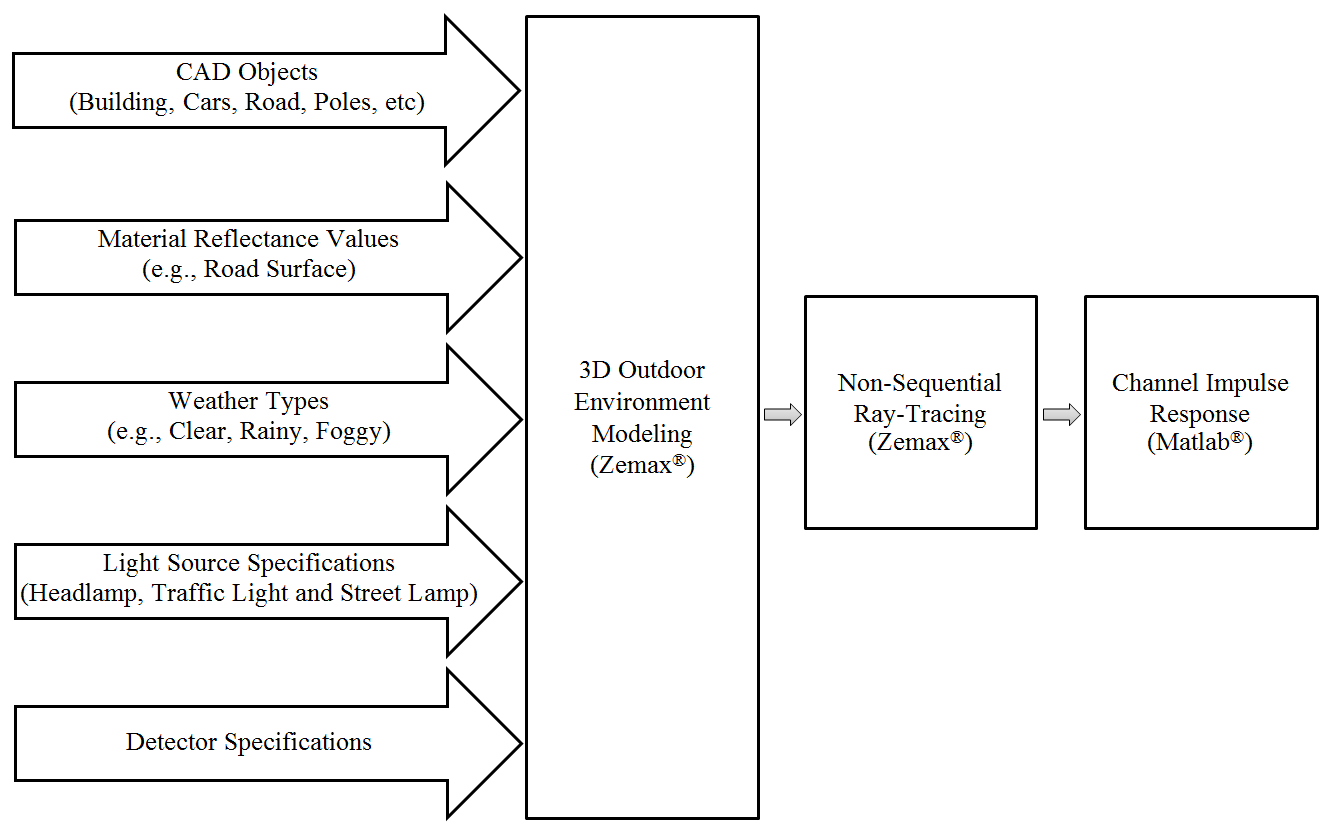 CAD Objects
(Building, Cars, Road, Poles, etc)
Material Reflectance Values
(e.g., Road Surface)
Weather Types
(e.g., Clear, Rainy, Foggy)
Light Source Specifications
(Headlamp, Traffic Light and Street Lamp)
Detector Specifications
3D Outdoor
Environment
Modeling
(Zemax®)
Non-Sequential
Ray-Tracing
(Zemax®)
Channel Impulse
Response
(Matlab®)